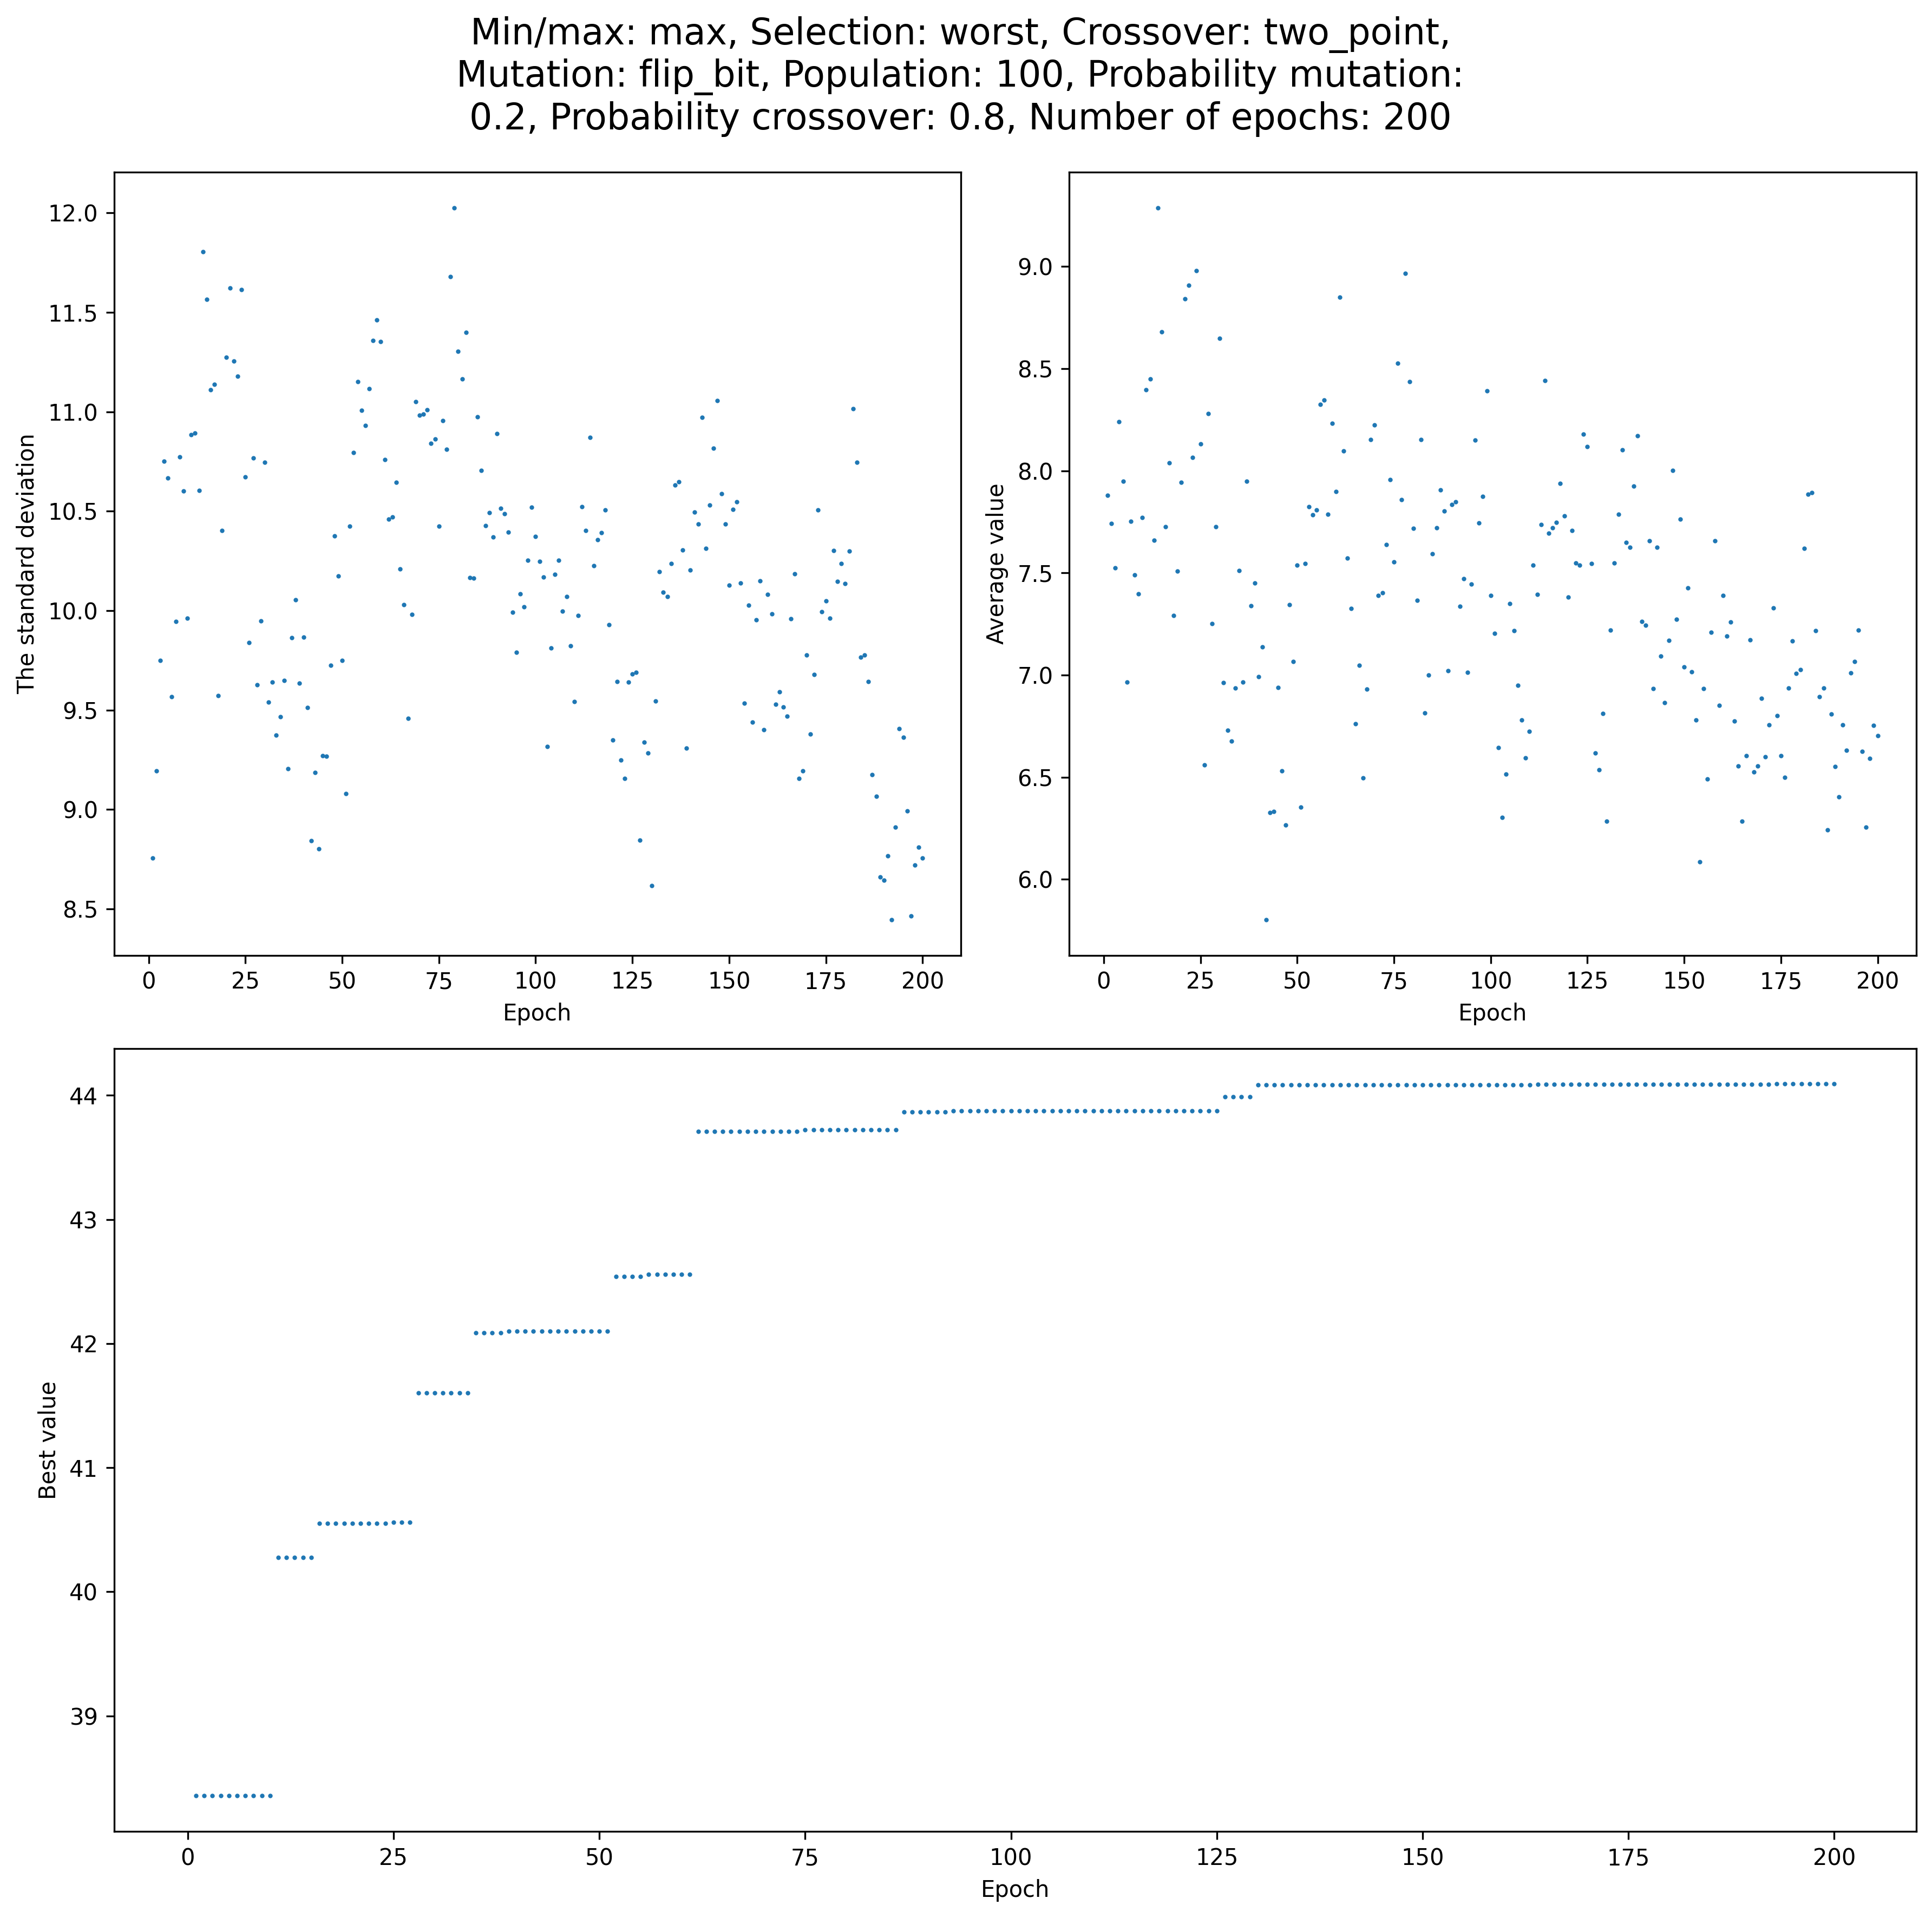 Min/max: max, Selection: worst, Crossover: two_point,
Mutation: flip_bit, Population: 100, Probability mutation:
0.2, Probability crossover: 0.8, Number of epochs: 200
The standard deviation
12.0
11.5
11.0
10.5
10.0
9.5
9.0
8.5
0 25 50 75 100 125 150 175 200
Epoch
Average value
9.0
8.5
8.0
7.5
7.0
6.5
6.0
0 25 50 75 100 125 150 175 200
Epoch
Best value
44
43
42
41
40
39
0 25 50 75 100 125 150 175 200
Epoch